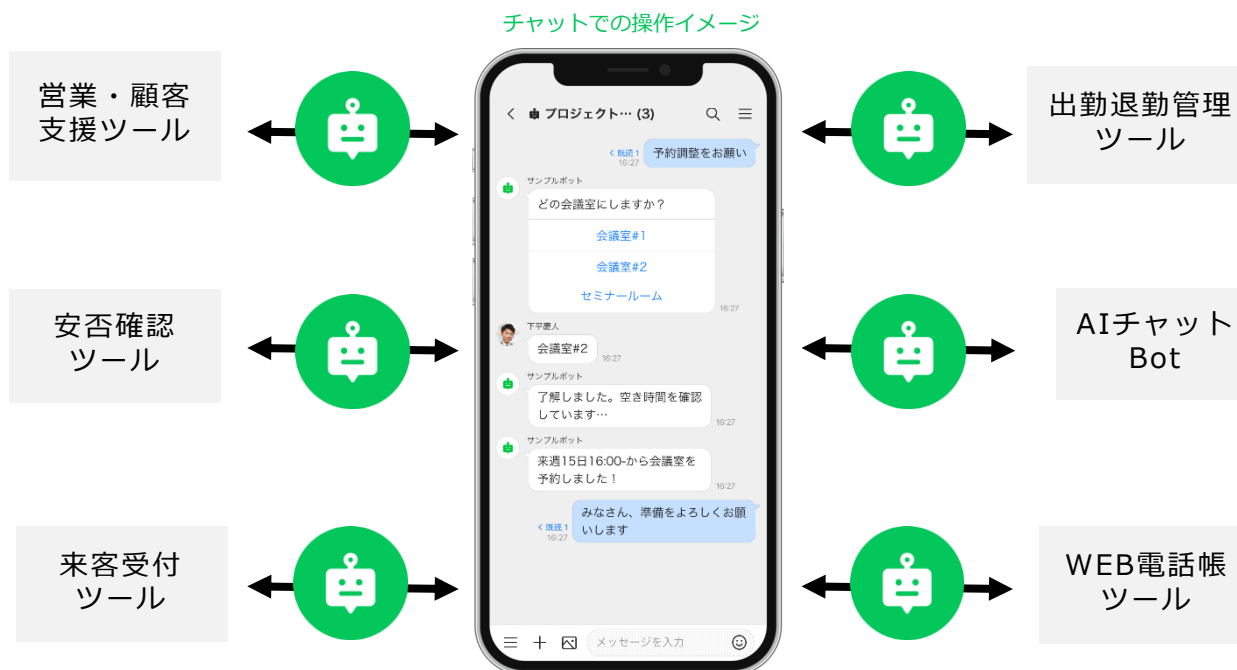 チャットでの操作イメージ
営業・顧客
支援ツール
安否確認
ツール
来客受付
ツール
プロジェクト… (3)
予約調整をお願い
既読 1
16:27
サンプルボット
どの会議室にしますか？
会議室#1
会議室#2
セミナールーム
16:27
下平慶人
会議室#2
16:27
サンプルボット
了解しました。空き時間を確認
しています…
16:27
サンプルボット
来週15日16:00-から会議室を
予約しました！
16:27
みなさん、準備をよろしくお願
いします
既読 1
16:27
メッセージを入力
出勤退勤管理
ツール
AIチャット
Bot
WEB電話帳
ツール